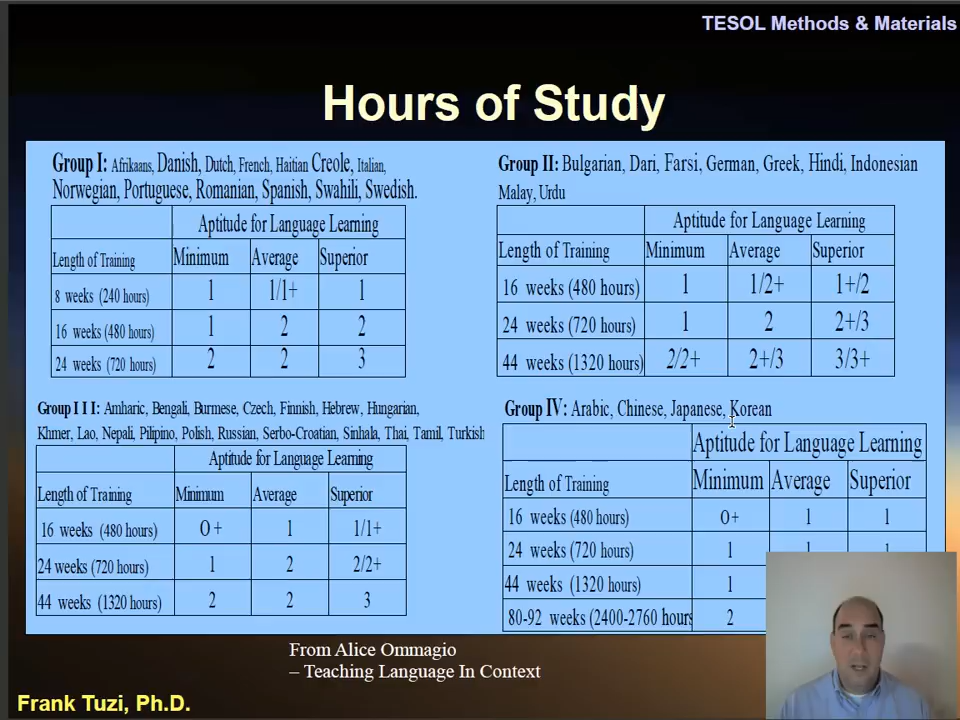 TESOL Methods & Materials
Hours of Study
Group I: Afrikaans, Danish, Dutch, French, Haitian Creole, Italian,
Norwegian, Portuguese, Romanian, Spanish, Swahili, Swedish.
Aptitude for Language Learning
Length of Training Minimum Average Superior
8 weeks (240 hours) 1 1/1+ 1
16 weeks (480 hours) 1 2 2
24 weeks (720 hours) 2 2 3
Group II: Bulgarian, Dari, Farsi, German, Greek, Hindi, Indonesian
Malay, Urdu
Aptitude for Language Learning
Length of Training Minimum Average Superior
16 weeks (480 hours) 1 1/2+ 1+/2
24 weeks (720 hours) 1 2 2+/3
44 weeks (1320 hours) 2/2+ 2+/3 3/3+
Group I I I: Amharic, Bengali, Burmese, Czech, Finnish, Hebrew, Hungarian,
Khmer, Lao, Nepali, Pilipino, Polish, Russian, Serbo-Croatian, Sinhala, Thai, Tamil, Turkish
Aptitude for Language Learning
Length of Training Minimum Average Superior
16 weeks (480 hours) 0+ 1 1/1+
24 weeks (720 hours) 1 2 2/2+
44 weeks (1320 hours) 2 2 3
Group IV: Arabic, Chinese, Japanese, Korean
Aptitude for Language Learning
Length of Training Minimum Average Superior
16 weeks (480 hours) 0+ 1 1
24 weeks (720 hours) 1
44 weeks (1320 hours) 1
80-92 weeks (2400-2760 hours 2
From Alice Ommagio
– Teaching Language In Context
Frank Tuzi, Ph.D.